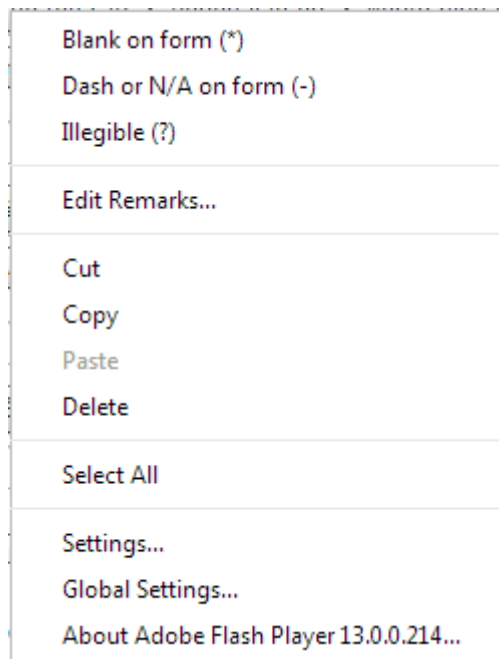 Blank on form (*)
Dash or N/A on form (-)
Illegible (?)
Edit Remarks...
Cut
Copy
Paste
Delete
Select All
Settings...
Global Settings...
About Adobe Flash Player 13.0.0.214...